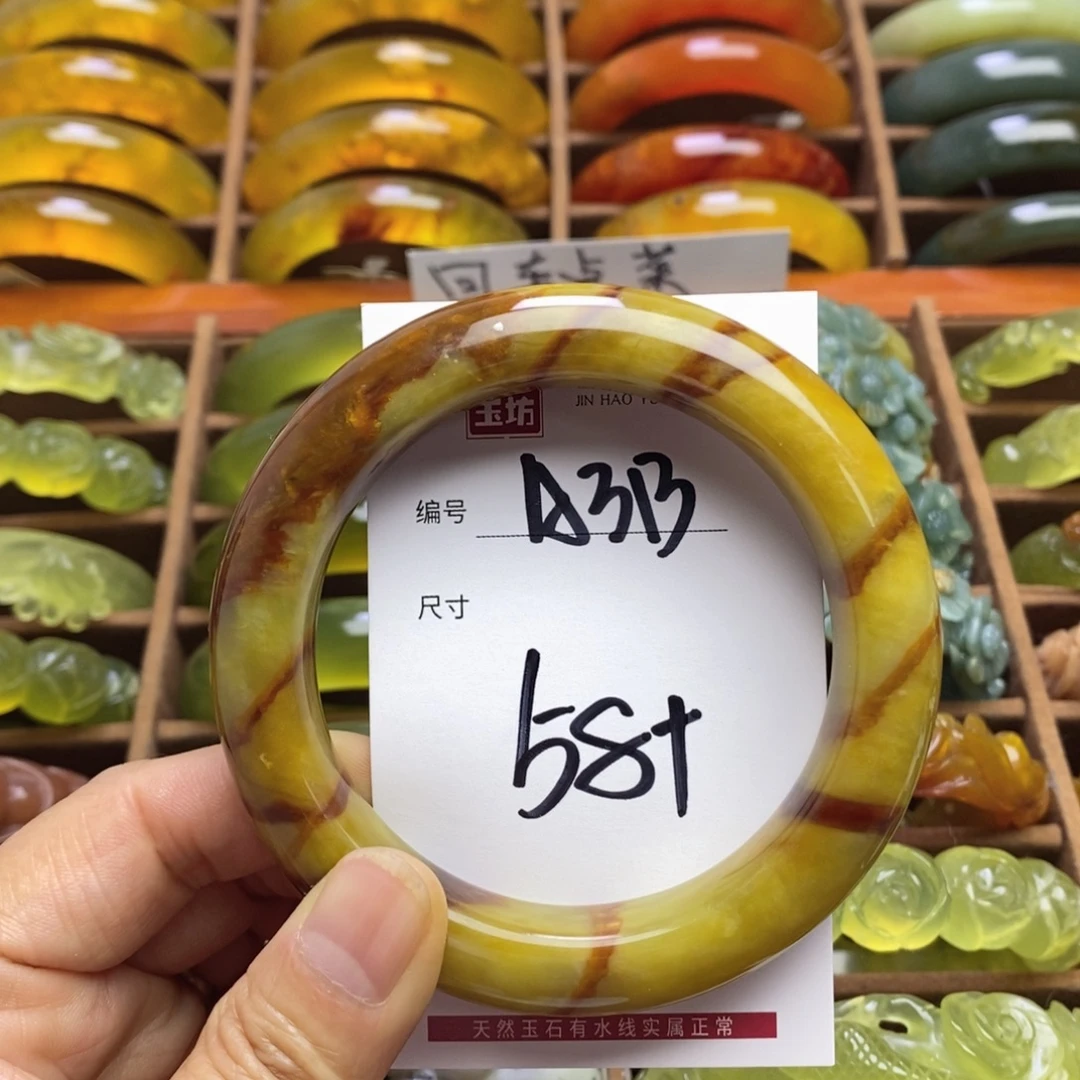 玉坊
JIN HAO
编号 A313
尺寸
58+
天然玉石有水线实属正常